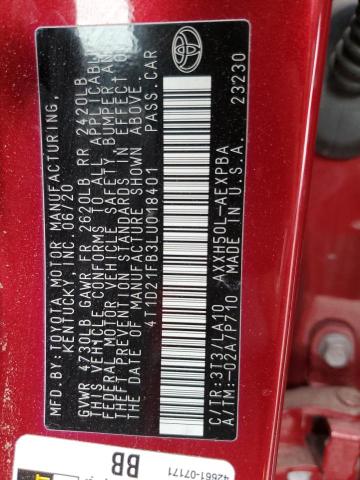 MFD. BY: TOYOTA MOTOR MANUFACTURING,
KENTUCKY, INC. 06/20
GVWR 4730LB GAWR FR 2620LB RR 2420LB
THIS VEHICLE CONFORMS TO ALL APPLICABLE
FEDERAL MOTOR VEHICLE SAFETY, BUMPER AND
THEFT PREVENTION STANDARDS IN EFFECT ON
THE DATE OF MANUFACTURE SHOWN ABOVE.
4T1D21FB3LU018401 PASS.CAR
C/TR:3T3/LA10 AXXH50L-AEXPBA
A/TM:-02A/P710 MADE IN U.S.A.
23230
42661-07171
BB